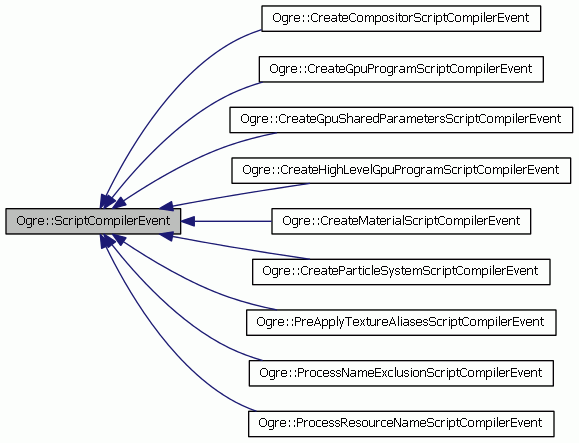 Ogre::CreateCompositorScriptCompilerEvent
Ogre::CreateGpuProgramScriptCompilerEvent
Ogre::CreateGpuSharedParametersScriptCompilerEvent
Ogre::CreateHighLevelGpuProgramScriptCompilerEvent
Ogre::ScriptCompilerEvent
Ogre::CreateMaterialScriptCompilerEvent
Ogre::CreateParticleSystemScriptCompilerEvent
Ogre::PreApplyTextureAliasesScriptCompilerEvent
Ogre::ProcessNameExclusionScriptCompilerEvent
Ogre::ProcessResourceNameScriptCompilerEvent